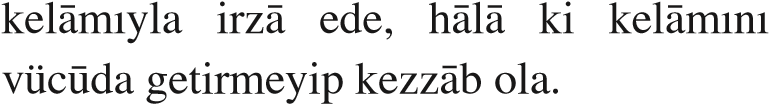 kelāmıyla irzā ede, hālā ki kelāmını
vücūda getirmeyip kezzāb ola.